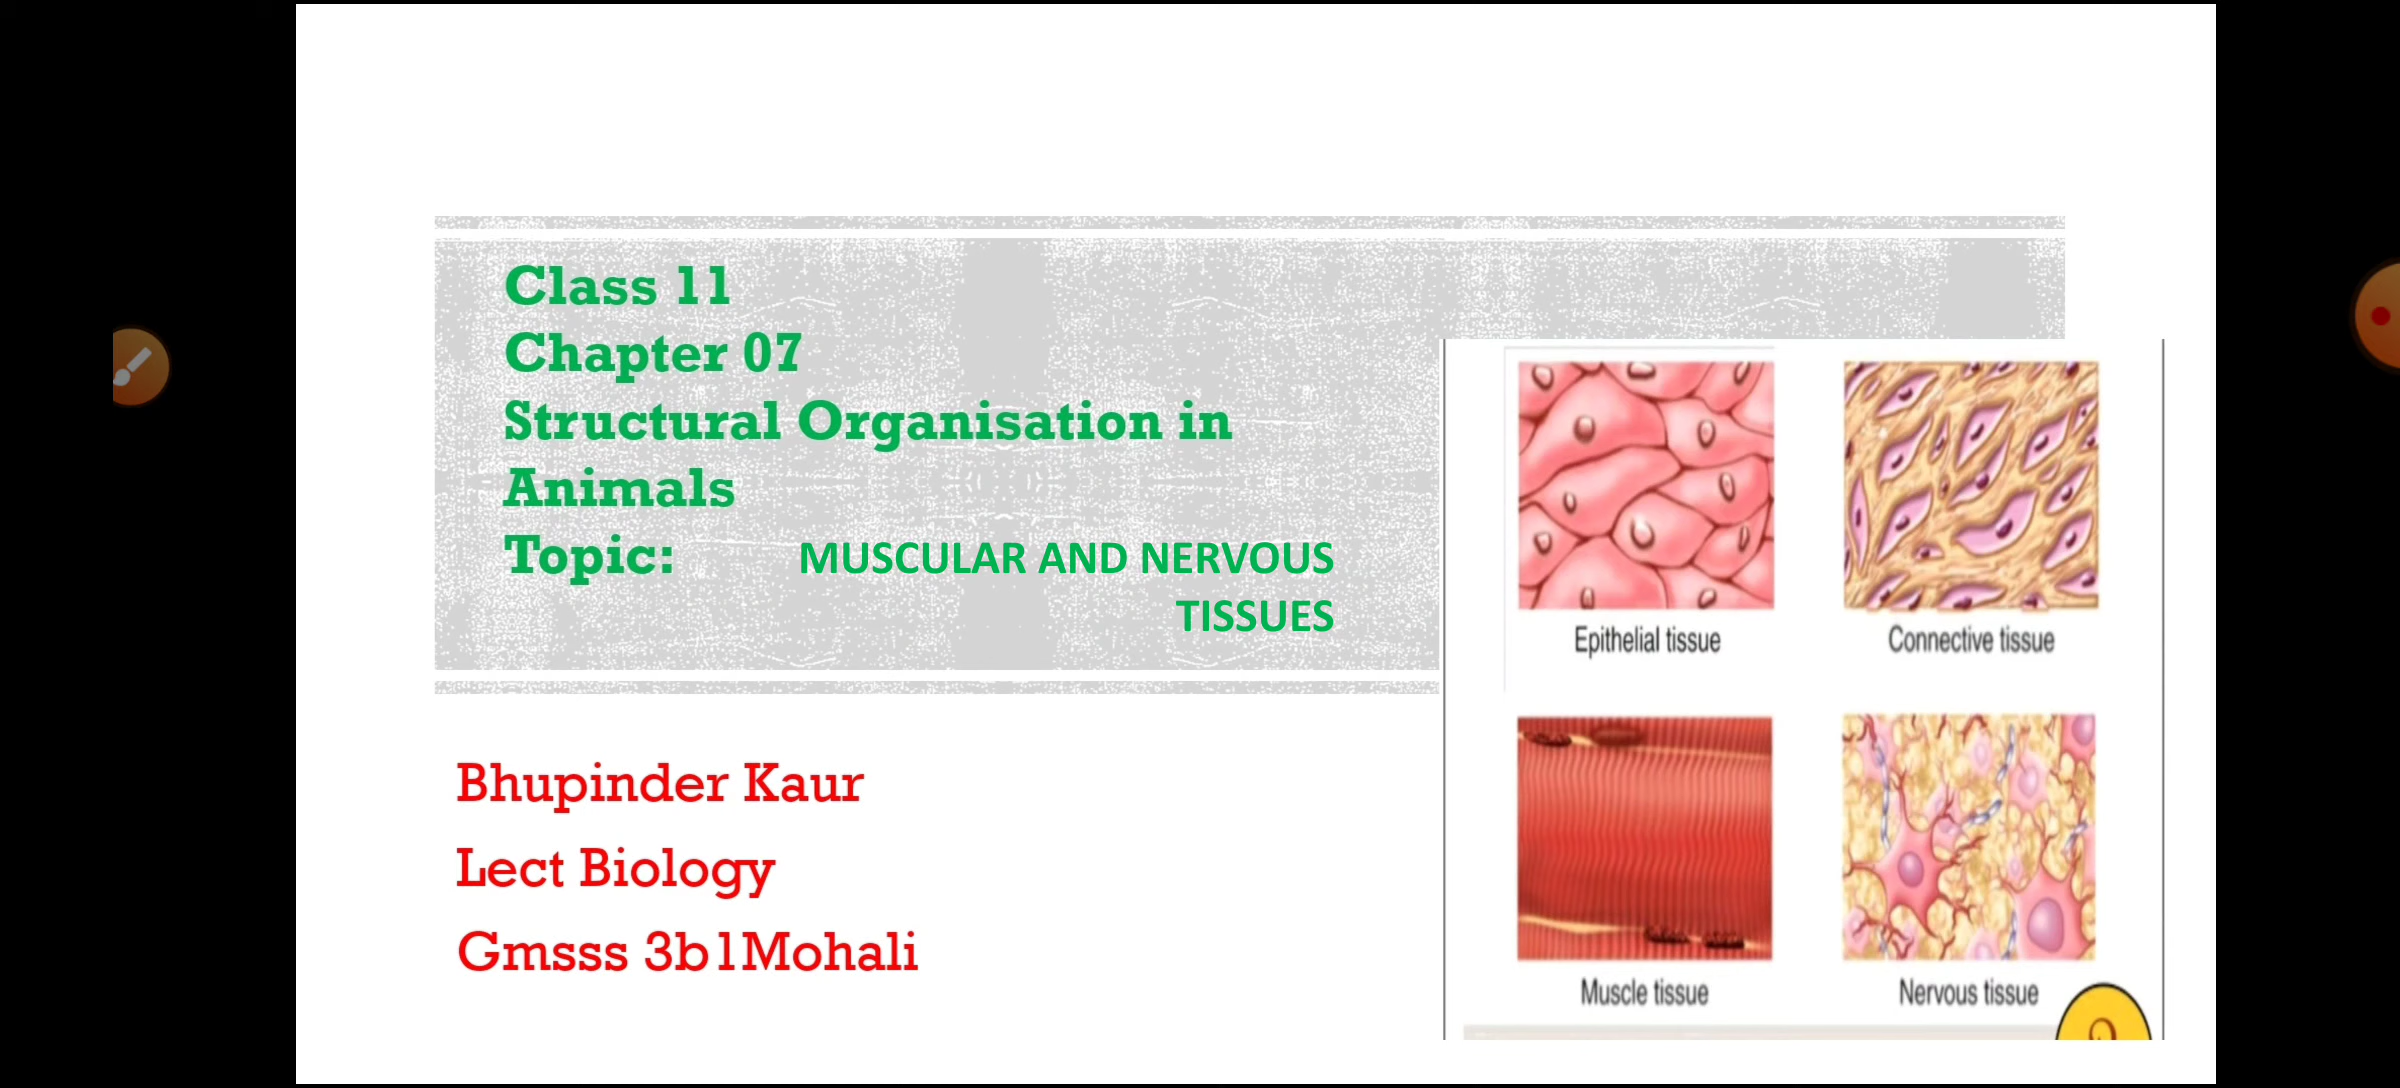 Class 11
Chapter 07
Structural Organisation in
Animals
Topic: MUSCULAR AND NERVOUS
TISSUES
Bhupinder Kaur
Lect Biology
Gmsss 3b1Mohali
Epithelial tissue
Connective tissue
Muscle tissue
Nervous tissue